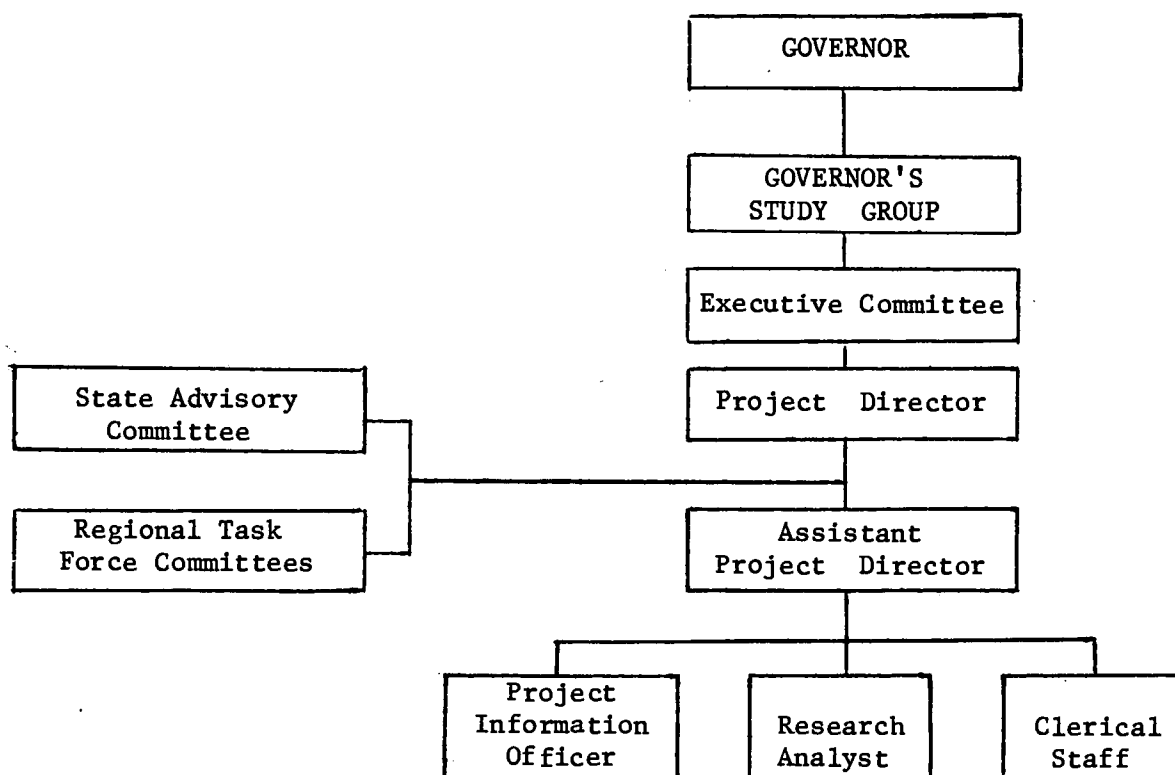 GOVERNOR
GOVERNOR'S
STUDY GROUP
Executive Committee
State Advisory
Committee
Project Director
Regional Task
Force Committees
Assistant
Project Director
Project
Information
Officer
Research
Analyst
Clerical
Staff